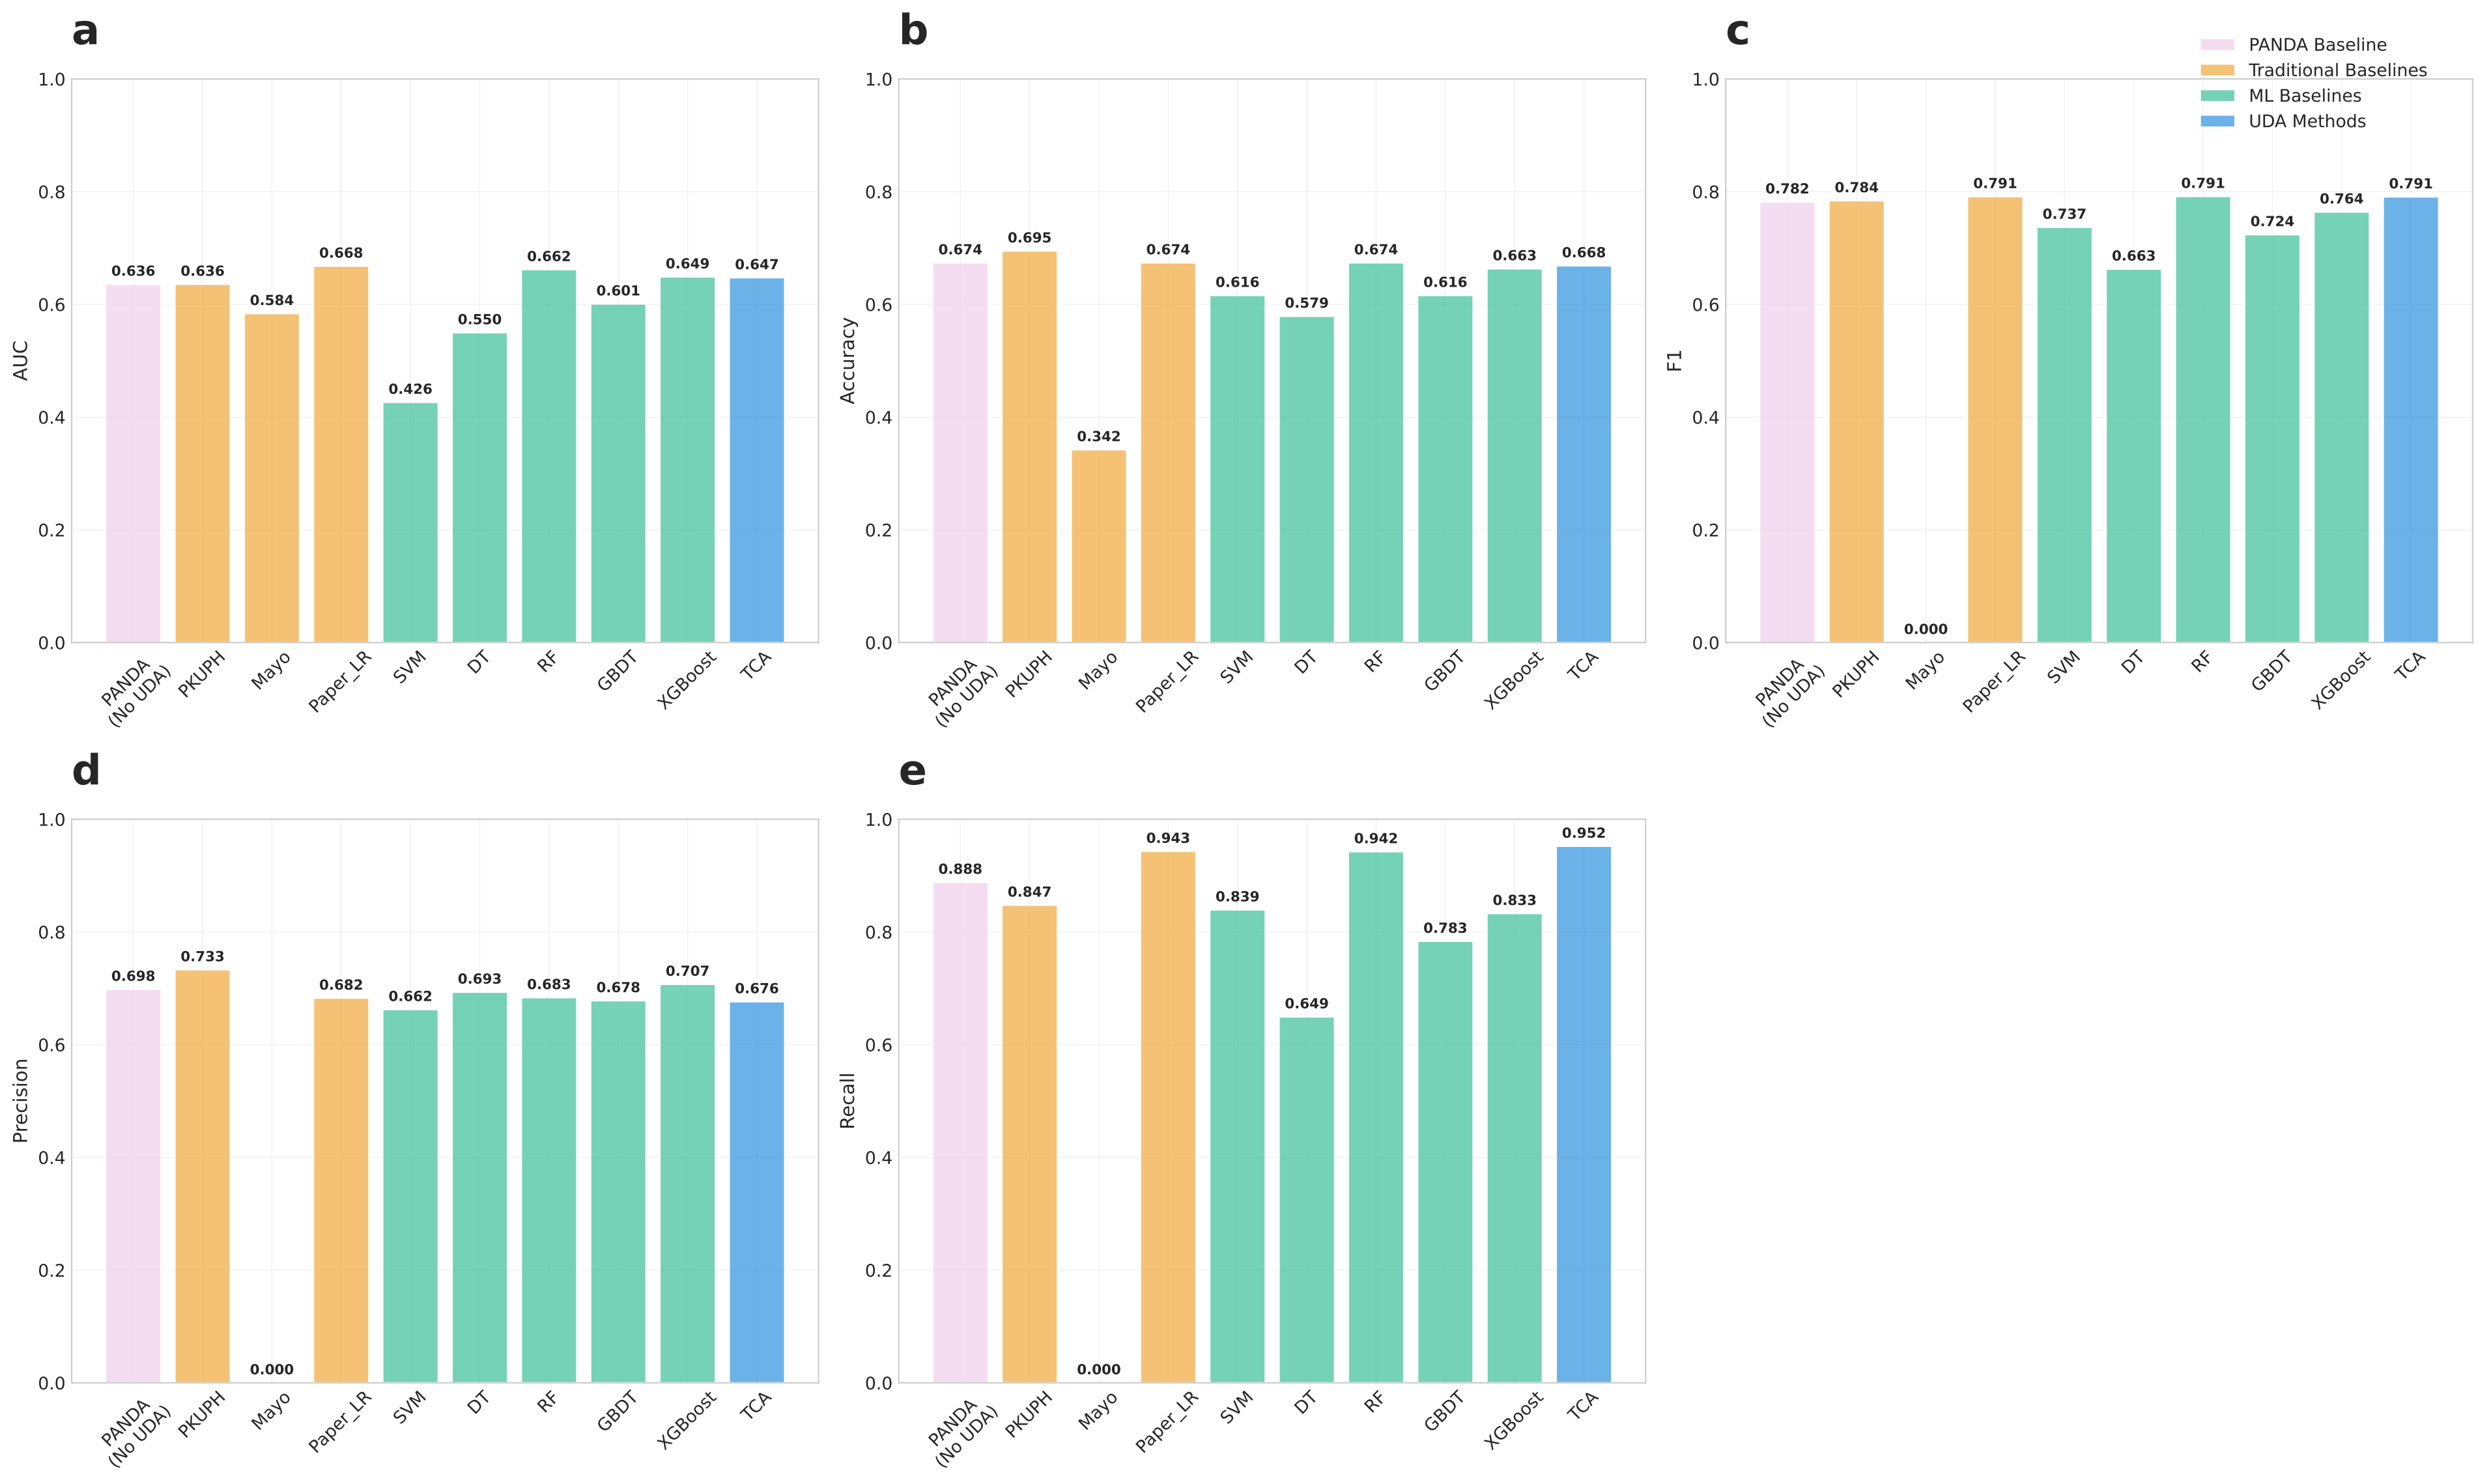 a
AUC
1.0
0.8
0.6
0.4
0.2
0.0
0.636
0.636
0.584
0.668
0.426
0.550
0.662
0.601
0.649
0.647
PANDA
(No UDA)
PKUPH
Mayo
Paper_LR
SVM
DT
RF
GBDT
XGBoost
TCA
b
Accuracy
1.0
0.8
0.6
0.4
0.2
0.0
0.674
0.695
0.342
0.674
0.616
0.579
0.674
0.616
0.663
0.668
PANDA
(No UDA)
PKUPH
Mayo
Paper_LR
SVM
DT
RF
GBDT
XGBoost
TCA
c
PANDA Baseline
Traditional Baselines
ML Baselines
UDA Methods
F1
1.0
0.8
0.6
0.4
0.2
0.0
0.782
0.784
0.000
0.791
0.737
0.663
0.791
0.724
0.764
0.791
PANDA
(No UDA)
PKUPH
Mayo
Paper_LR
SVM
DT
RF
GBDT
XGBoost
TCA
d
Precision
1.0
0.8
0.6
0.4
0.2
0.0
0.698
0.733
0.000
0.682
0.662
0.693
0.683
0.678
0.707
0.676
PANDA
(No UDA)
PKUPH
Mayo
Paper_LR
SVM
DT
RF
GBDT
XGBoost
TCA
e
Recall
1.0
0.8
0.6
0.4
0.2
0.0
0.888
0.847
0.000
0.943
0.839
0.649
0.942
0.783
0.833
0.952
PANDA
(No UDA)
PKUPH
Mayo
Paper_LR
SVM
DT
RF
GBDT
XGBoost
TCA